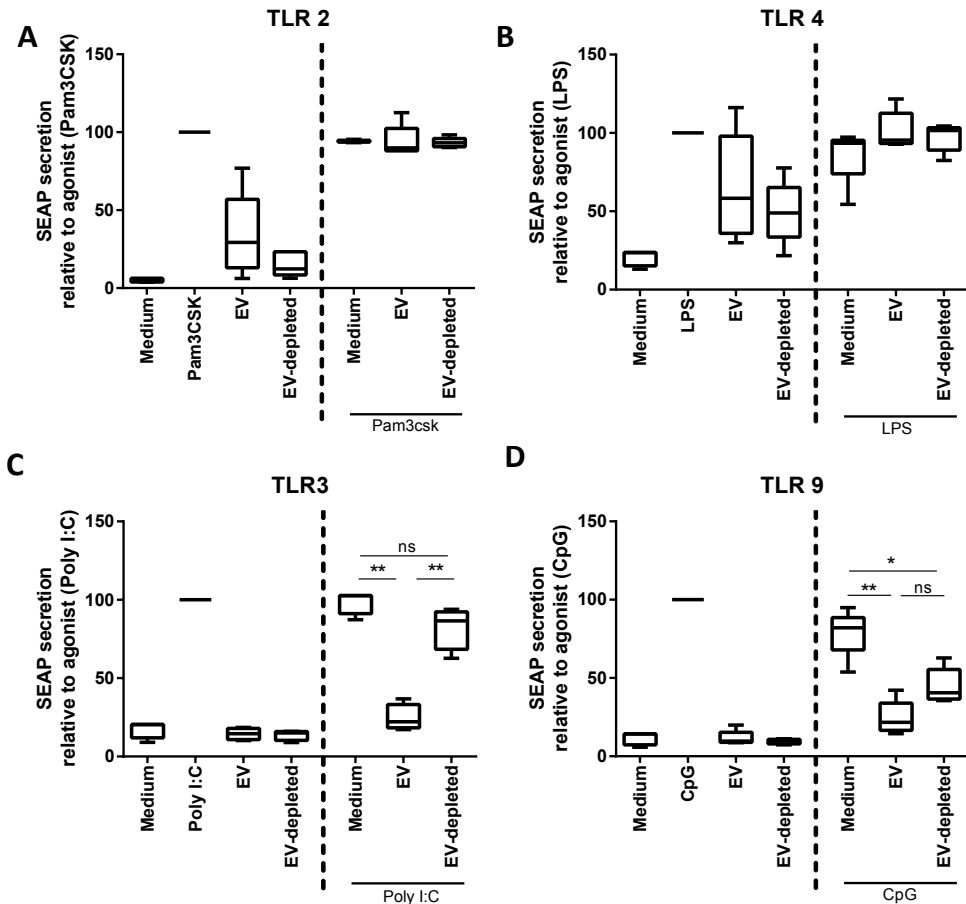 A
TLR 2
SEAP secretion
relative to agonist (Pam3CSK)
150
100
50
0
Medium
Pam3CSK
EV
EV-depleted
Medium
EV
EV-depleted
Pam3csk
B
TLR 4
SEAP secretion
relative to agonist (LPS)
150
100
50
0
Medium
LPS
EV
EV-depleted
Medium
EV
EV-depleted
LPS
C
TLR3
SEAP secretion
relative to agonist (Poly I:C)
150
100
50
0
ns
** **
Medium
Poly I:C
EV
EV-depleted
Medium
EV
EV-depleted
Poly I:C
D
TLR 9
SEAP secretion
relative to agonist (CpG)
150
100
50
0
*
** ns
Medium
CpG
EV
EV-depleted
Medium
EV
EV-depleted
CpG